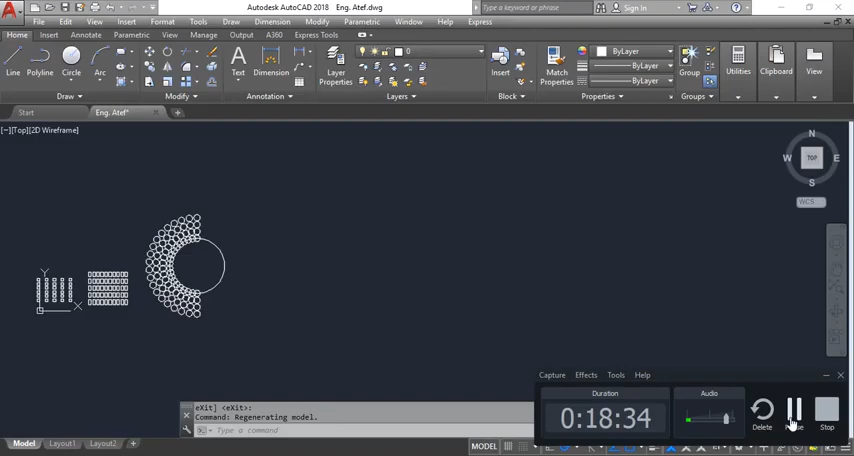 Autodesk AutoCAD 2018 Eng. Atef.dwg
Type a keyword or phrase
Sign In
File Edit View Insert Format Tools Draw Dimension Modify Parametric Window Help Express
Home Insert Annotate Parametric View Manage Output A360 Express Tools
0
ByLayer
Line Polyline Circle Arc
Text Dimension
Layer Properties
Insert
Match Properties
ByLayer
ByLayer
Group
Utilities Clipboard View
Draw Modify Annotation Layers Block Properties Groups
Start Eng. Atef*
[−][Top][2D Wireframe]
N
W TOP E
S
WCS
Y
X
Capture Effects Tools Help
Duration Audio
0:18:34
Delete Pause Stop
eXit] <eXit>:
Command: Regenerating model.
Type a command
Model Layout1 Layout2
MODEL